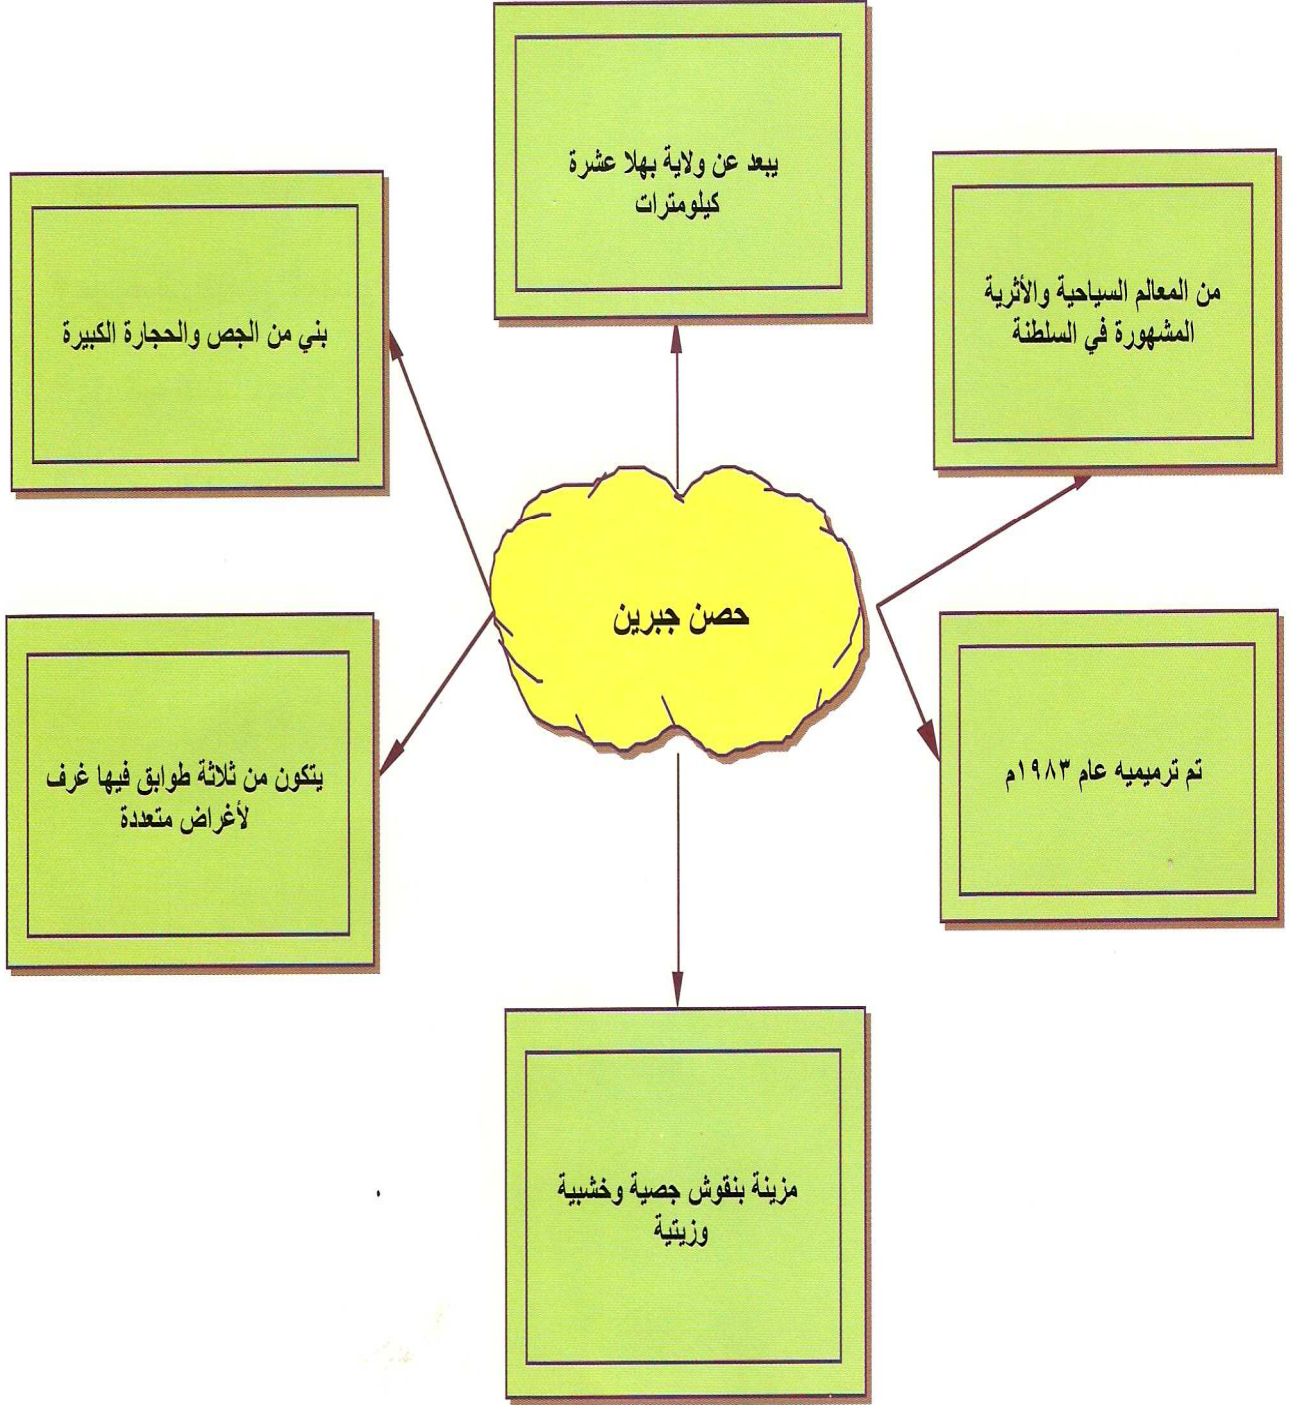 يبعد عن ولاية بهلا عشرة
كيلومترات
من المعالم السياحية والأثرية
المشهورة في السلطنة
بني من الجص والحجارة الكبيرة
حصن جبرين
تم ترميميه عام ١٩٨٣م
يتكون من ثلاثة طوابق فيها غرف
لأغراض متعددة
مزينة بنقوش جصية وخشبية
وزيتية